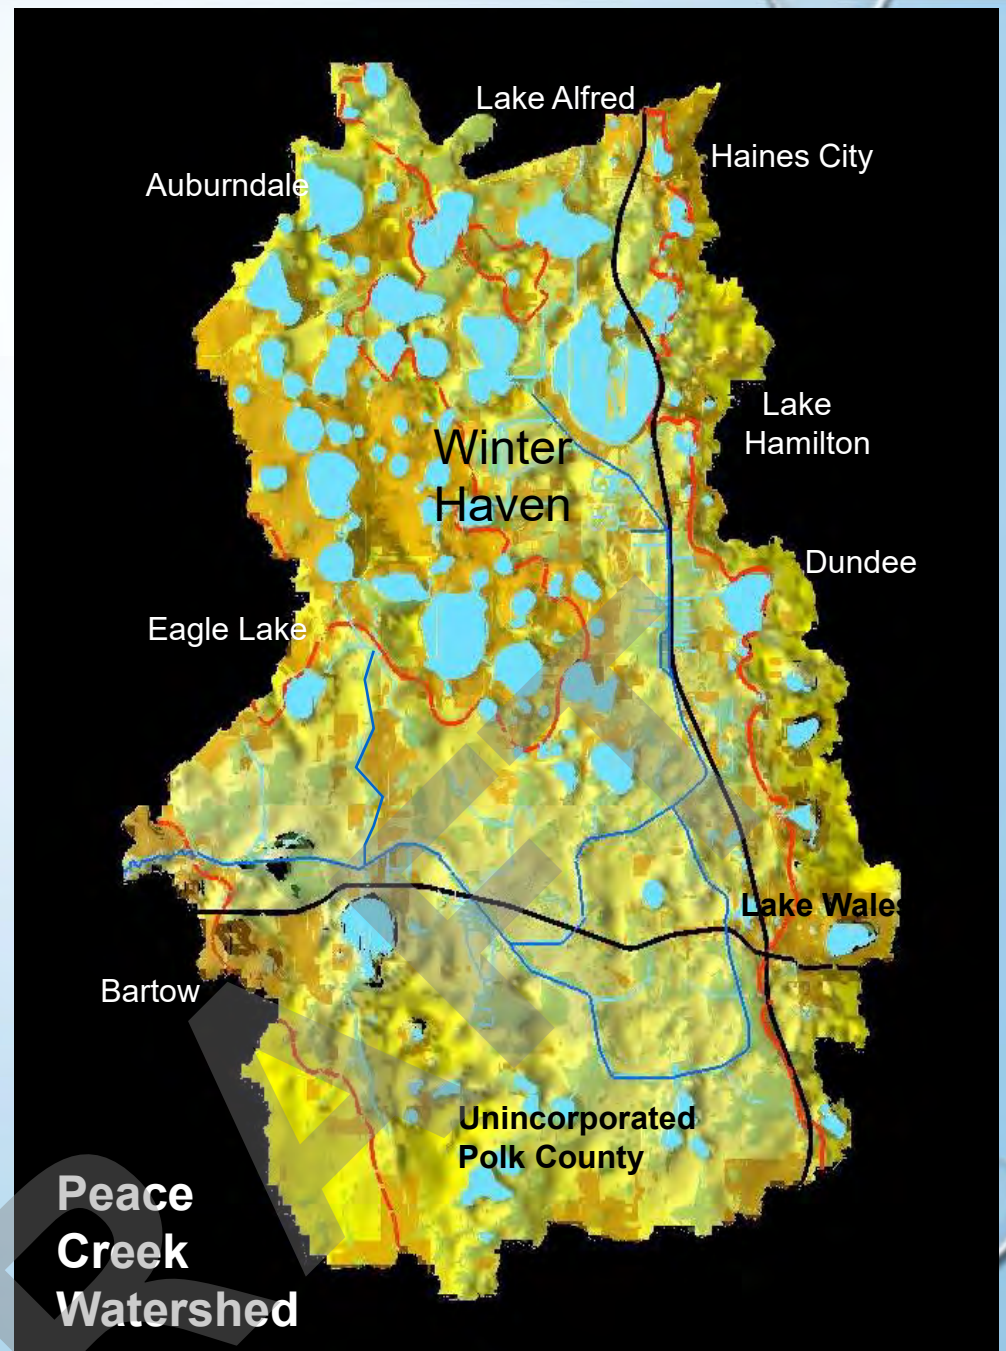 Lake Alfred
Haines City
Auburndale
Lake
Hamilton
Winter
Haven
Dundee
Eagle Lake
Lake Wales
Bartow
Unincorporated
Polk County
Peace
Creek
Watershed
DRAFT